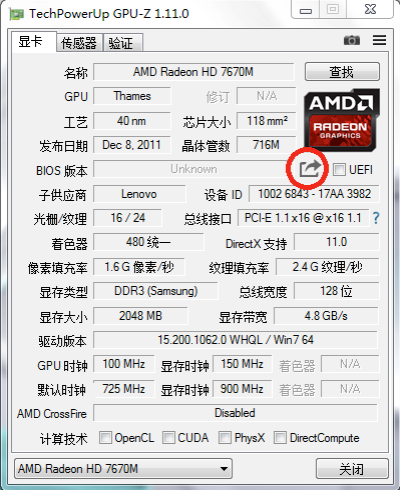 TechPowerUp GPU-Z 1.11.0
显卡 传感器 验证
名称 AMD Radeon HD 7670M 查找
GPU Thames 修订 N/A
工艺 40 nm 芯片大小 118 mm²
发布日期 Dec 8, 2011 晶体管数 716M
AMD RADEON GRAPHICS
BIOS 版本 Unknown UEFI
子供应商 Lenovo 设备 ID 1002 6843 - 17AA 3982
光栅/纹理 16 / 24 总线接口 PCI-E 1.1 x16 @ x16 1.1 ?
着色器 480 统一 DirectX 支持 11.0
像素填充率 1.6 G 像素/秒 纹理填充率 2.4 G 纹理/秒
显存类型 DDR3 (Samsung) 总线宽度 128 位
显存大小 2048 MB 显存带宽 4.8 GB/s
驱动版本 15.200.1062.0 WHQL / Win7 64
GPU 时钟 100 MHz 显存时钟 150 MHz 着色器 N/A
默认时钟 725 MHz 显存时钟 900 MHz 着色器 N/A
AMD CrossFire Disabled
计算技术 OpenCL CUDA PhysX DirectCompute
AMD Radeon HD 7670M 关闭